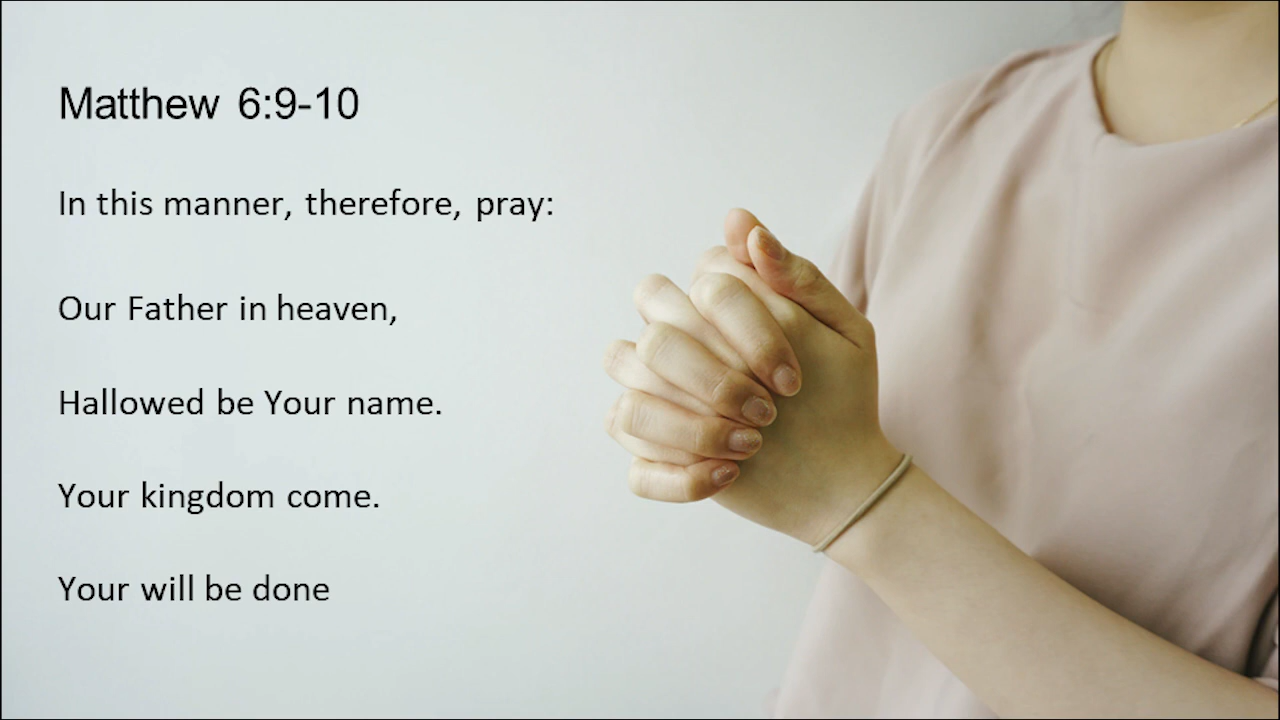 Matthew 6:9-10
In this manner, therefore, pray:
Our Father in heaven,
Hallowed be Your name.
Your kingdom come.
Your will be done